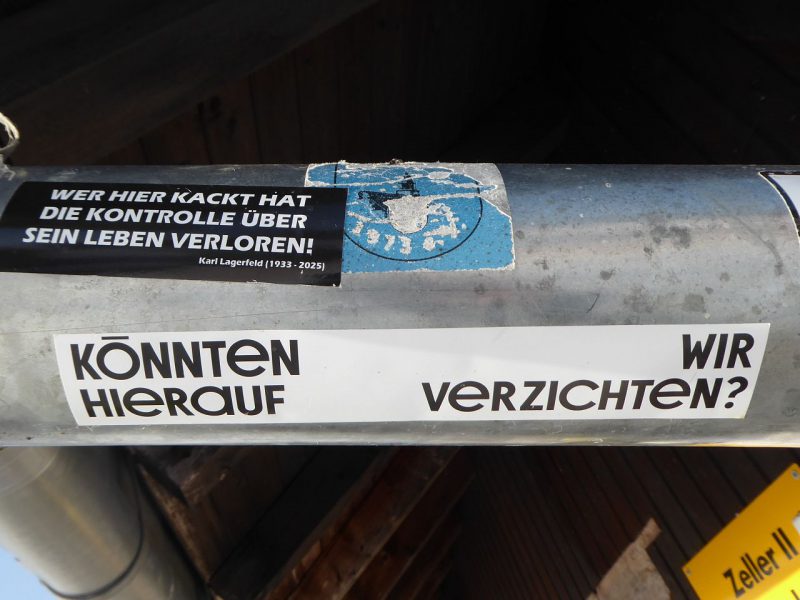 WER HIER KACKT HAT
DIE KONTROLLE ÜBER
SEIN LEBEN VERLOREN!
Karl Lagerfeld (1933 - 2025)
1973
KÖNNTEN WIR
HIERAUF VERZICHTEN?
Zeller II